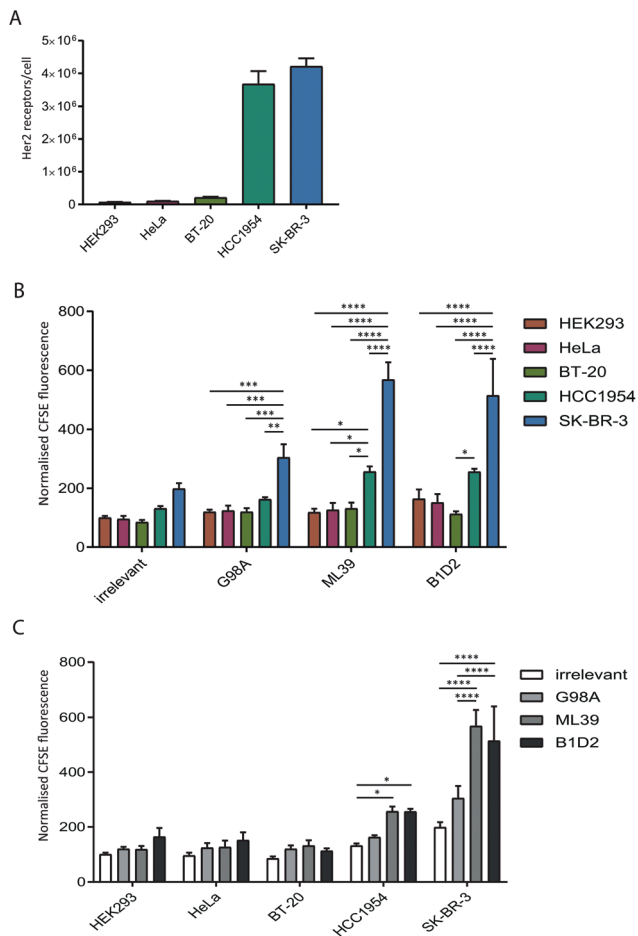 A
Her2 receptors/cell
5×10⁶
4×10⁶
3×10⁶
2×10⁶
1×10⁶
0
HEK293
HeLa
BT-20
HCC1954
SK-BR-3
B
Normalised CFSE fluorescence
800
600
400
200
0
****
****
****
****
***
***
***
**
*
*
*
****
****
****
****
*
irrelevant
G98A
ML39
B1D2
HEK293
HeLa
BT-20
HCC1954
SK-BR-3
C
Normalised CFSE fluorescence
800
600
400
200
0
*
*
****
****
****
****
HEK293
HeLa
BT-20
HCC1954
SK-BR-3
irrelevant
G98A
ML39
B1D2